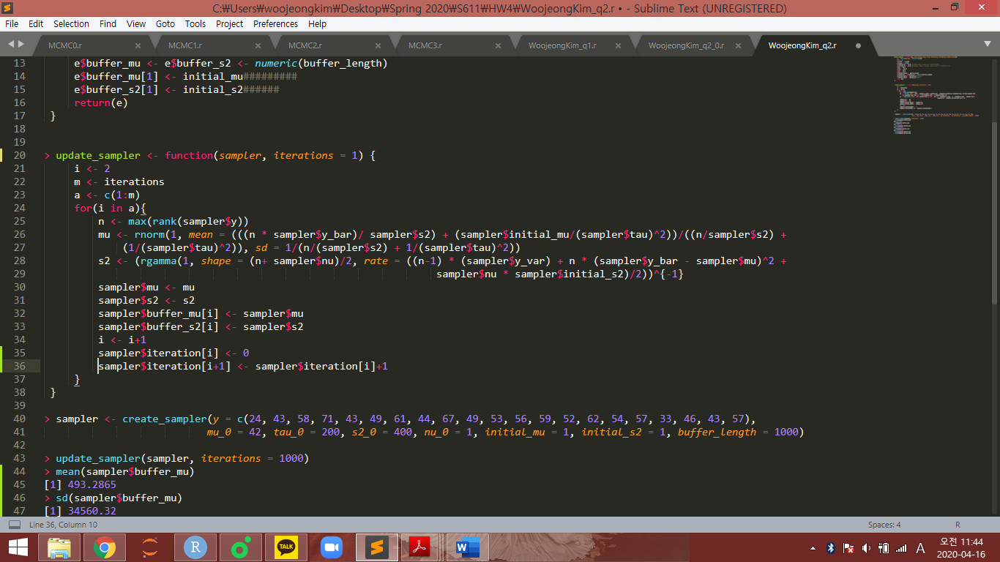 C:₩Users₩woojeongkim₩Desktop₩Spring 2020₩S611₩HW4₩WoojeongKim_q2.r • - Sublime Text (UNREGISTERED)
File Edit Selection Find View Goto Tools Project Preferences Help
MCMC0.r MCMC1.r MCMC2.r MCMC3.r WoojeongKim_q1.r WoojeongKim_q2_0.r WoojeongKim_q2.r
13 e$buffer_mu <- e$buffer_s2 <- numeric(buffer_length)
14 e$buffer_mu[1] <- initial_mu#########
15 e$buffer_s2[1] <- initial_s2######
16 return(e)
17 }
18
19
20 > update_sampler <- function(sampler, iterations = 1) {
21 i <- 2
22 m <- iterations
23 a <- c(1:m)
24 for(i in a){
25 n <- max(rank(sampler$y))
26 mu <- rnorm(1, mean = (((n * sampler$y_bar)/ sampler$s2) + (sampler$initial_mu/(sampler$tau)^2))/((n/sampler$s2) +
27 (1/(sampler$tau)^2)), sd = 1/(n/(sampler$s2) + 1/(sampler$tau)^2))
28 s2 <- (rgamma(1, shape = (n+ sampler$nu)/2, rate = ((n-1) * (sampler$y_var) + n * (sampler$y_bar - sampler$mu)^2 +
29 sampler$nu * sampler$initial_s2)/2))^{-1}
30 sampler$mu <- mu
31 sampler$s2 <- s2
32 sampler$buffer_mu[i] <- sampler$mu
33 sampler$buffer_s2[i] <- sampler$s2
34 i <- i+1
35 sampler$iteration[i] <- 0
36 sampler$iteration[i+1] <- sampler$iteration[i]+1
37 }
38 }
39
40 > sampler <- create_sampler(y = c(24, 43, 58, 71, 43, 49, 61, 44, 67, 49, 53, 56, 59, 52, 62, 54, 57, 33, 46, 43, 57),
41 mu_0 = 42, tau_0 = 200, s2_0 = 400, nu_0 = 1, initial_mu = 1, initial_s2 = 1, buffer_length = 1000)
42
43 > update_sampler(sampler, iterations = 1000)
44 > mean(sampler$buffer_mu)
45 [1] 493.2865
46 > sd(sampler$buffer_mu)
47 [1] 34560.32
Line 36, Column 10 Spaces: 4 R
R TALK W A 오전 11:44
2020-04-16